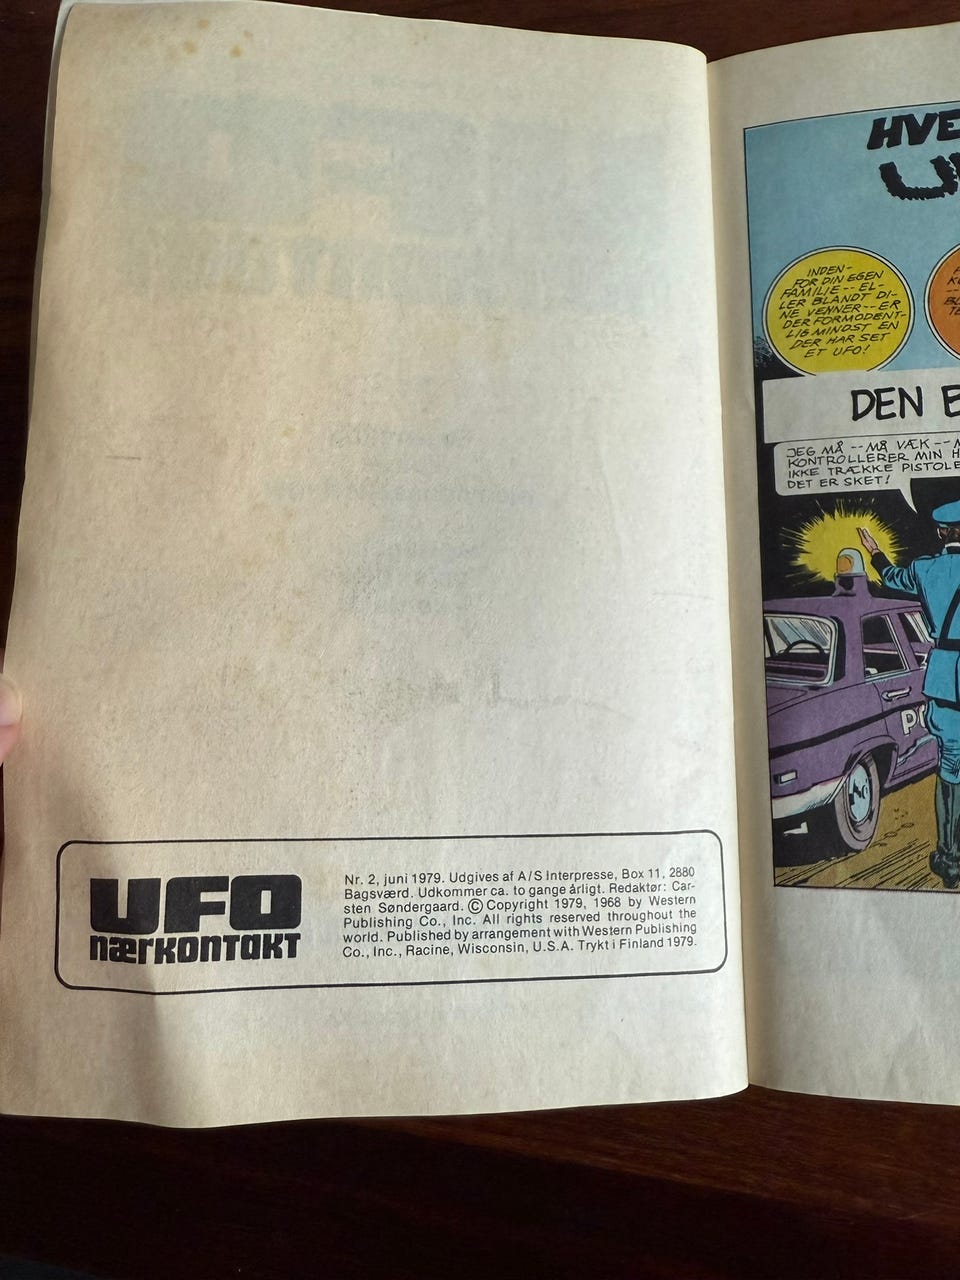 UFO
nærkontakt
Nr. 2, juni 1979. Udgives af A/S Interpresse, Box 11, 2880
Bagsværd. Udkommer ca. to gange årligt. Redaktør: Car-
sten Søndergaard. © Copyright 1979, 1968 by Western
Publishing Co., Inc. All rights reserved throughout the
world. Published by arrangement with Western Publishing
Co., Inc., Racine, Wisconsin, U.S.A. Trykt i Finland 1979.
HVE
INDEN-
FOR DIN EGEN
FAMILIE -- EL-
LER BLANDT DI-
NE VENNER -- ER
DER FORMODENT-
LIG MINDST EN
DER HAR SET
ET UFO!
DEN
JEG MÅ -- MÅ VÆK --
KONTROLLERER MIN
IKKE TRÆKKE PISTOLE
DET ER SKET!